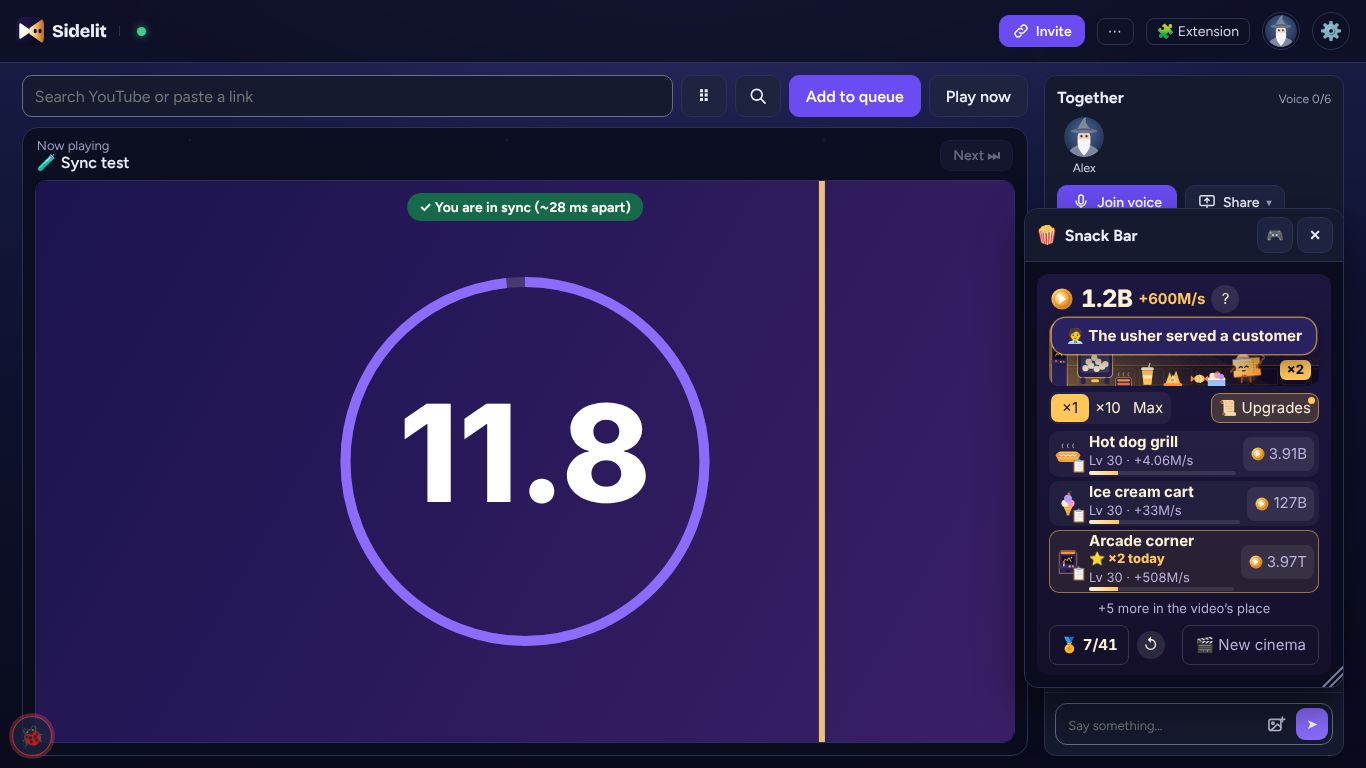 Sidelit
Invite
...
Extension
Search YouTube or paste a link
Add to queue
Play now
Now playing
Sync test
Next
✓ You are in sync (~28 ms apart)
11.8
Together
Voice 0/6
Alex
Join voice
Share
Snack Bar
1.2B +600M/s ?
The usher served a customer
×2
×1 ×10 Max
Upgrades
Hot dog grill
Lv 30 · +4.06M/s
3.91B
Ice cream cart
Lv 30 · +33M/s
127B
Arcade corner
×2 today
Lv 30 · +508M/s
3.97T
+5 more in the video's place
7/41
New cinema
Say something...